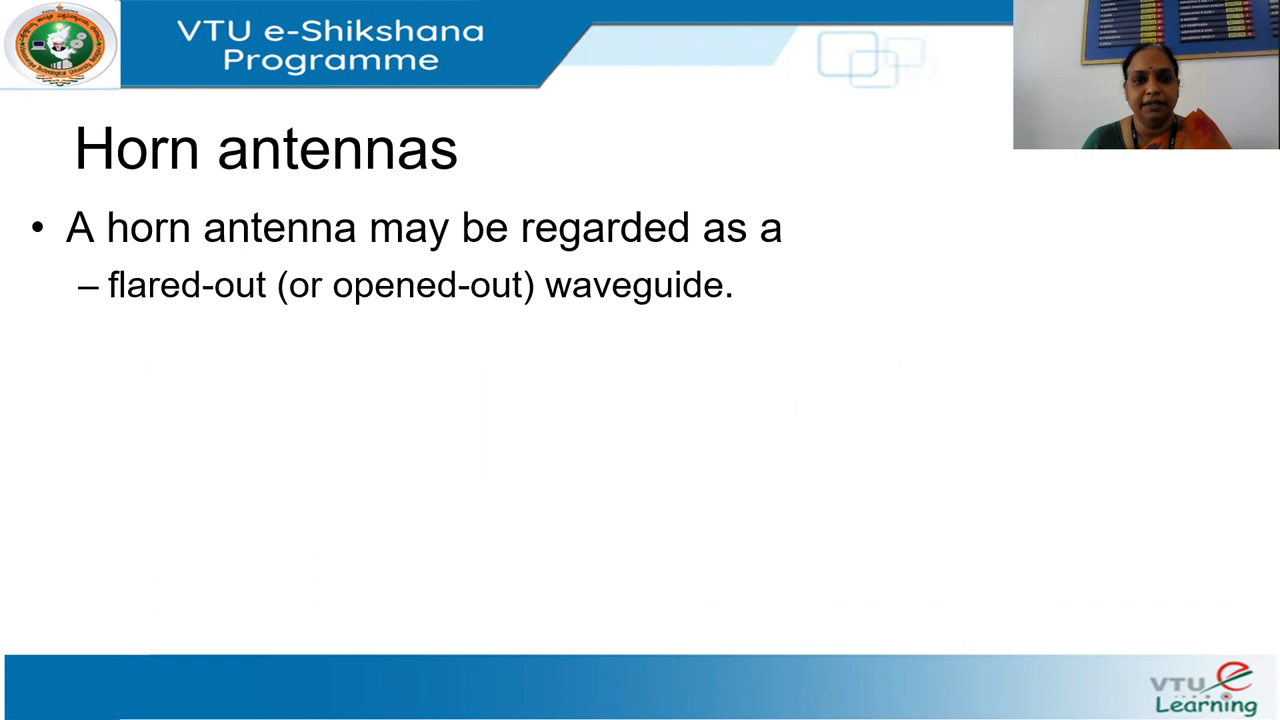 VTU e-Shikshana
Programme
Horn antennas
• A horn antenna may be regarded as a
– flared-out (or opened-out) waveguide.
VTU e
Learning